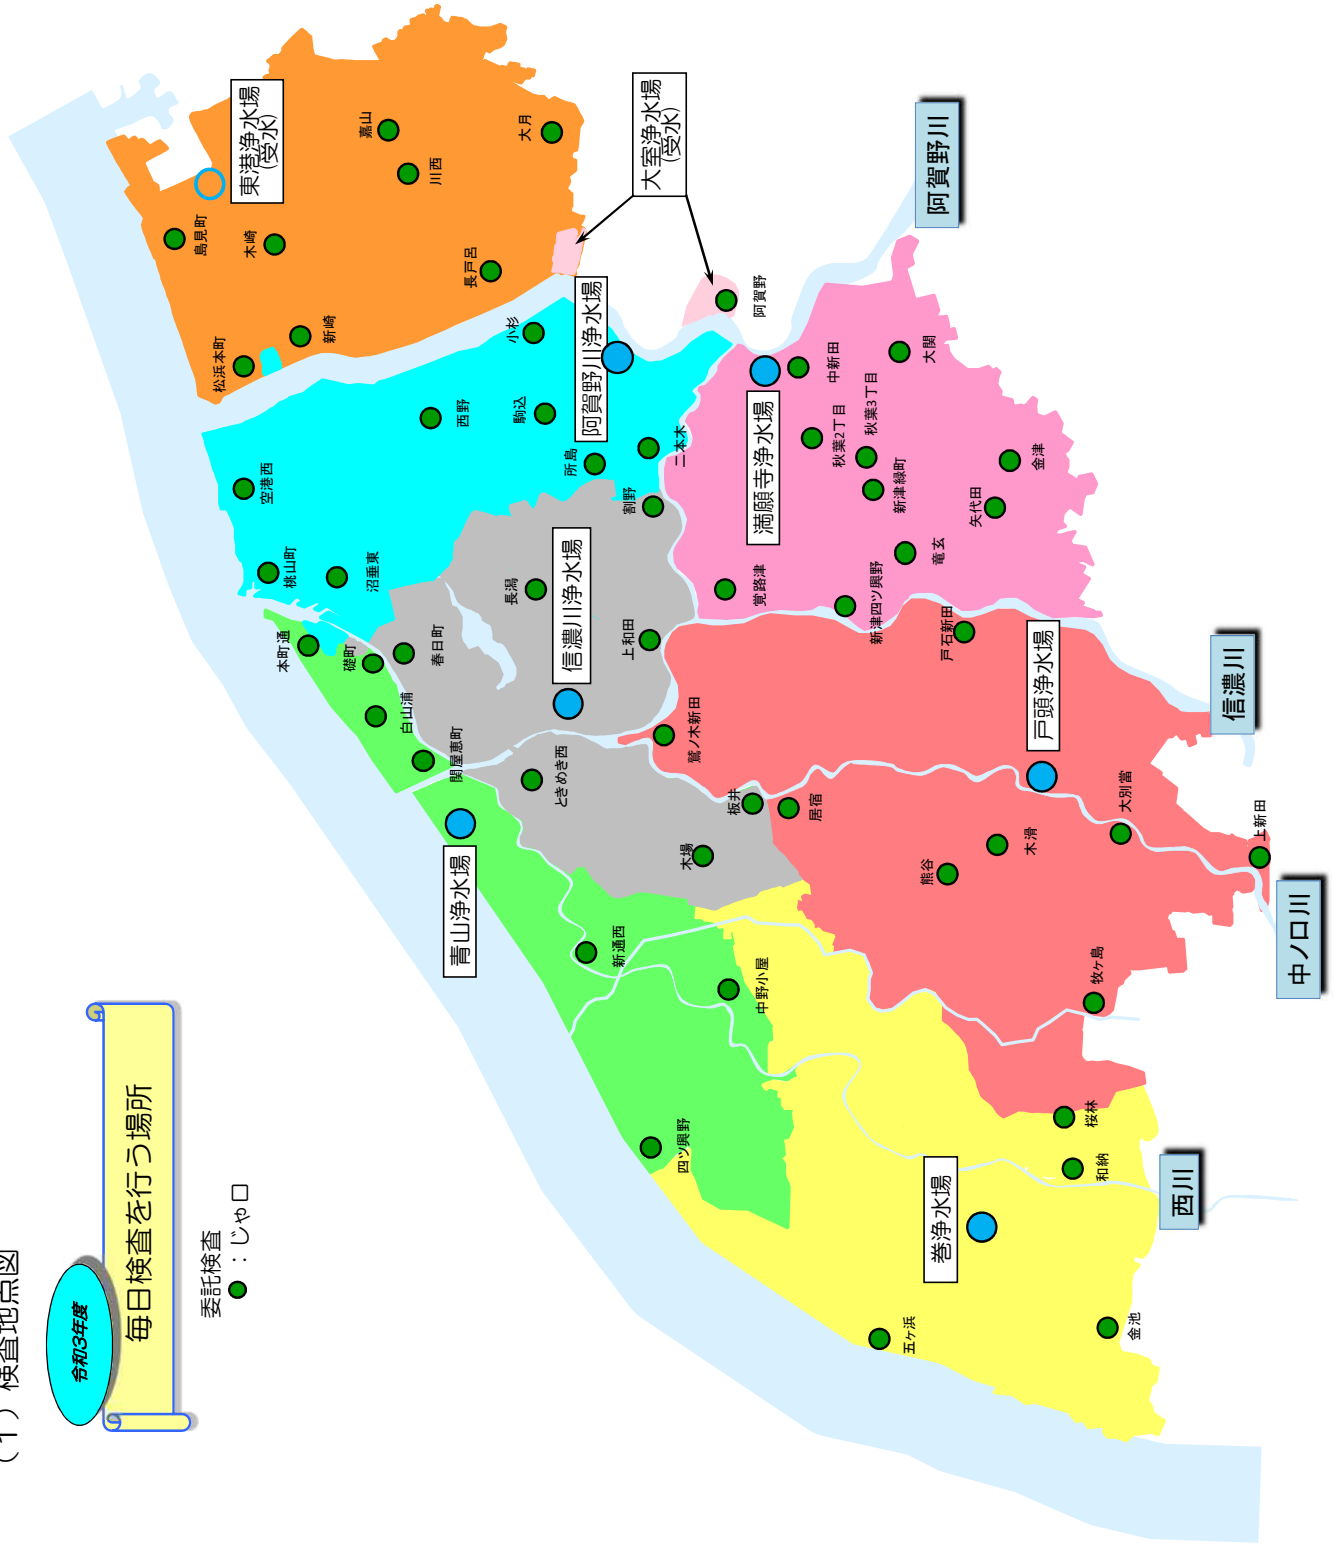 (1)検査地点図
令和3年度
毎日検査を行う場所
委託検査
●：じゃ口
東港浄水場
(受水)
大室浄水場
(受水)
阿賀野川
嘉山
川西
大月
島見町
木崎
長戸呂
松浜本町
新崎
阿賀野
小杉
阿賀野川浄水場
西野
駒込
所島
二本木
空港西
割野
桃山町
沼垂東
満願寺浄水場
中新田
大関
秋葉2丁目
秋葉3丁目
新津緑町
金津
矢代田
竜玄
覚路津
新津四ツ興野
戸石新田
信濃川浄水場
長潟
上和田
本町通
礎町
春日町
白山浦
関屋恵町
ときめき西
鷲ノ木新田
戸頭浄水場
信濃川
板井
居宿
木場
大別當
上新田
木滑
熊谷
青山浄水場
新通西
中野小屋
牧ケ島
中ノ口川
四ツ興野
桜林
和納
西川
巻浄水場
五ケ浜
金池